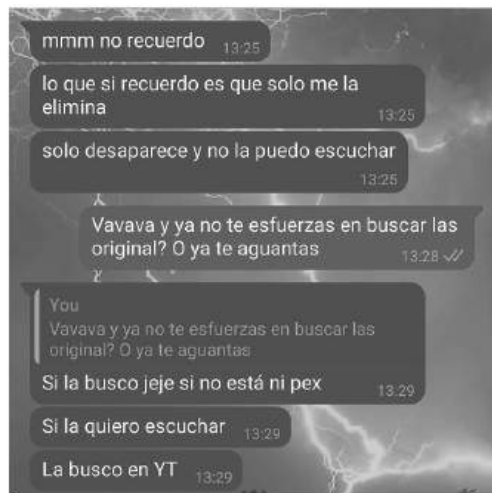 mmm no recuerdo 13:25
lo que si recuerdo es que solo me la
elimina 13:25
solo desaparece y no la puedo escuchar
13:25
Vavava y ya no te esfuerzas en buscar las
original? O ya te aguantas 13:28
You
Vavava y ya no te esfuerzas en buscar las
original? O ya te aguantas
Si la busco jeje si no está ni pex 13:29
Si la quiero escuchar 13:29
La busco en YT 13:29